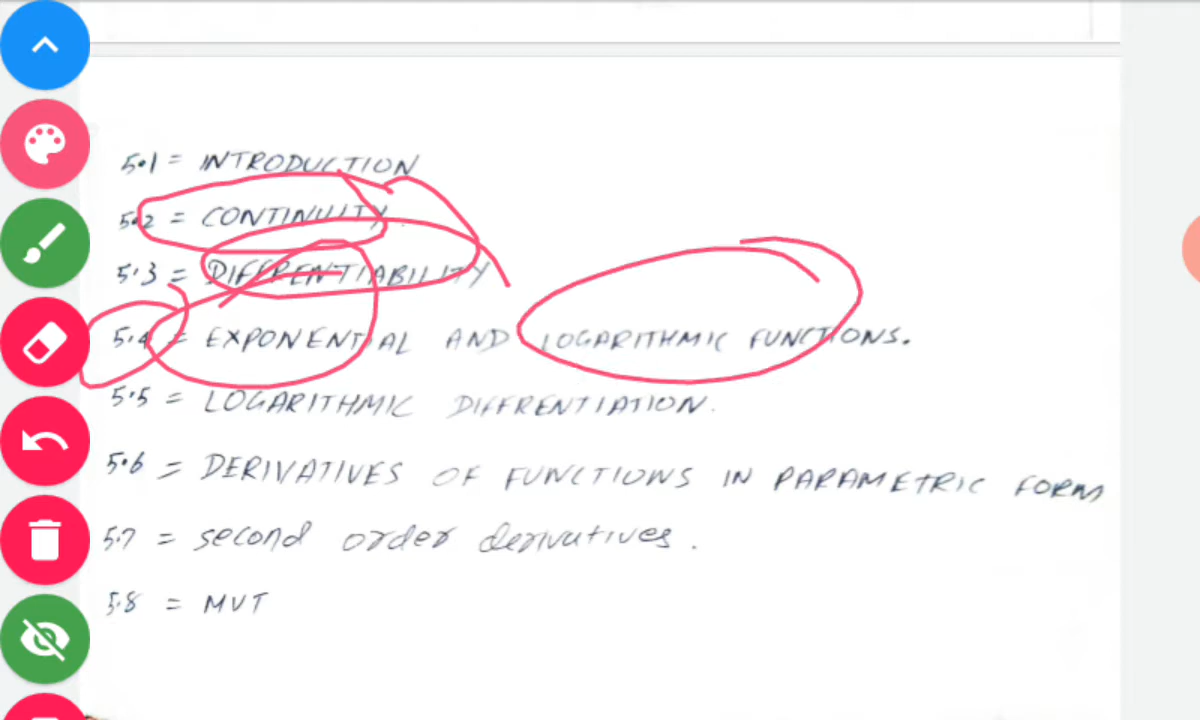 5.1 = INTRODUCTION
5.2 = CONTINUITY.
5.3 = DIFFRENTIABILITY
5.4 = EXPONENTIAL AND LOGARITHMIC FUNCTIONS.
5.5 = LOGARITHMIC DIFFRENTIATION.
5.6 = DERIVATIVES OF FUNCTIONS IN PARAMETRIC FORM
5.7 = second order derivatives.
5.8 = MVT